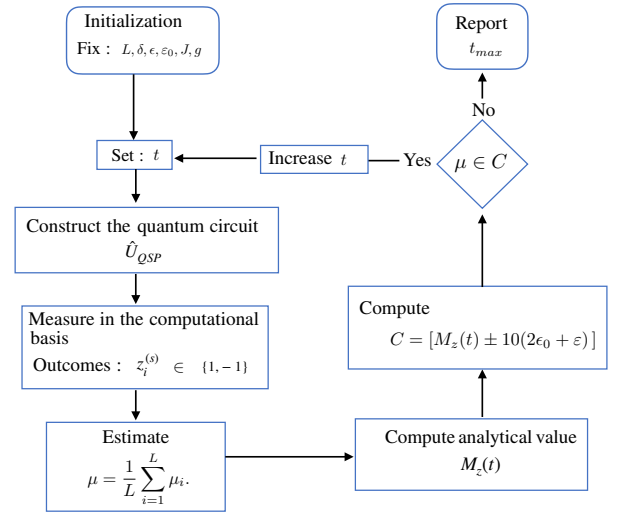 Initialization
Fix : L, δ, ϵ, ε₀, J, g
Set : t
Construct the quantum circuit
Û_QSP
Measure in the computational
basis
Outcomes : z_i^(s) ∈ {1, − 1}
Estimate
μ = 1/L ∑_{i=1}^{L} μ_i.
Compute analytical value
M_z(t)
Compute
C = [M_z(t) ± 10(2ϵ₀ + ε) ]
μ ∈ C
Yes
Increase t
No
Report
t_max